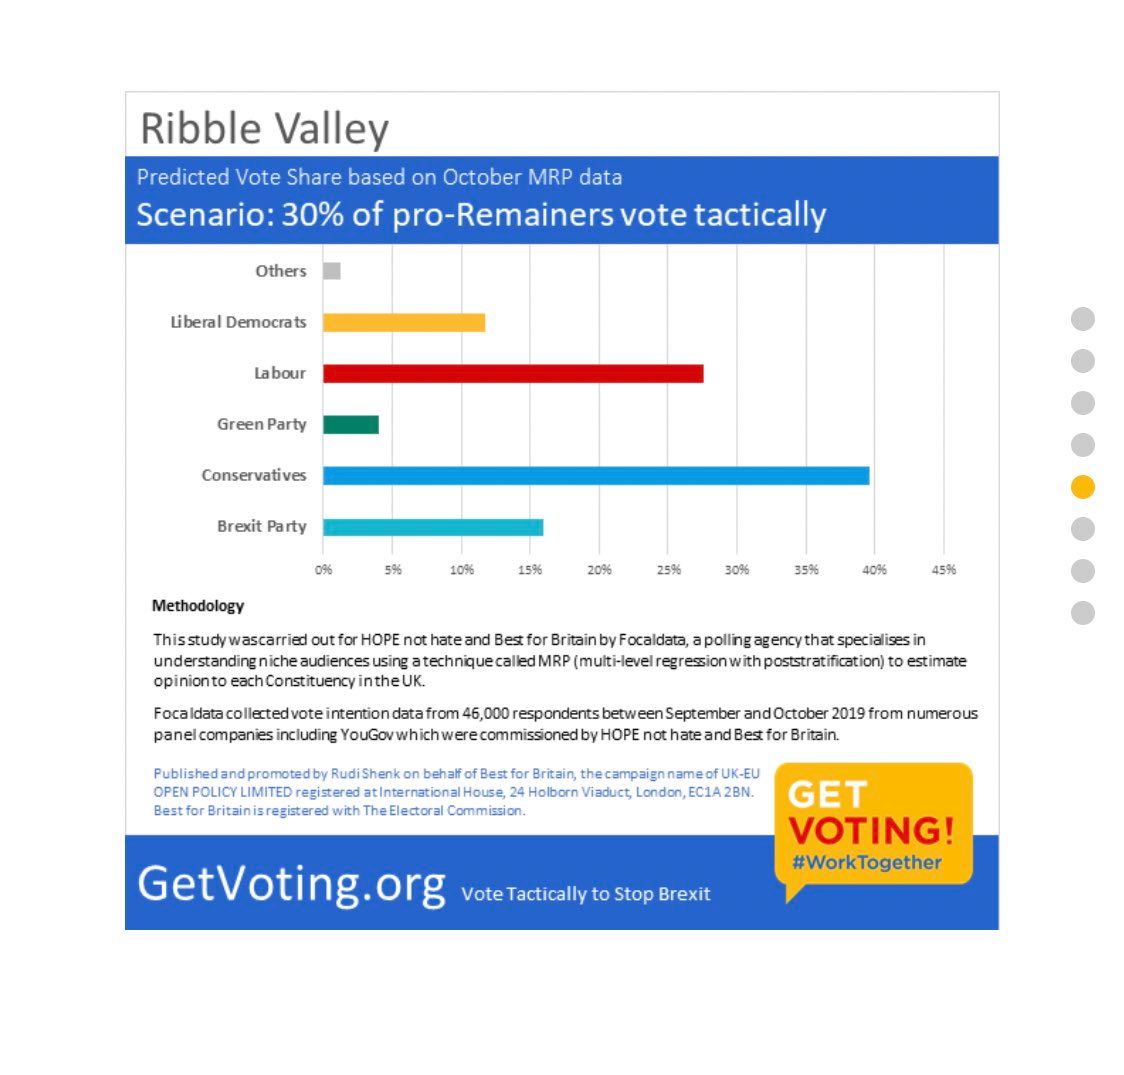 Ribble Valley
Predicted Vote Share based on October MRP data
Scenario: 30% of pro-Remainers vote tactically
Others
Liberal Democrats
Labour
Green Party
Conservatives
Brexit Party
0% 5% 10% 15% 20% 25% 30% 35% 40% 45%
Methodology
This study was carried out for HOPE not hate and Best for Britain by Focaldata, a polling agency that specialises in
understanding niche audiences using a technique called MRP (multi-level regression with poststratification) to estimate
opinion to each Constituency in the UK.
Focaldata collected vote intention data from 46,000 respondents between September and October 2019 from numerous
panel companies including YouGov which were commissioned by HOPE not hate and Best for Britain.
Published and promoted by Rudi Shenk on behalf of Best for Britain, the campaign name of UK-EU
OPEN POLICY LIMITED registered at International House, 24 Holborn Viaduct, London, EC1A 2BN.
Best for Britain is registered with The Electoral Commission.
GET
VOTING!
#WorkTogether
GetVoting.org Vote Tactically to Stop Brexit